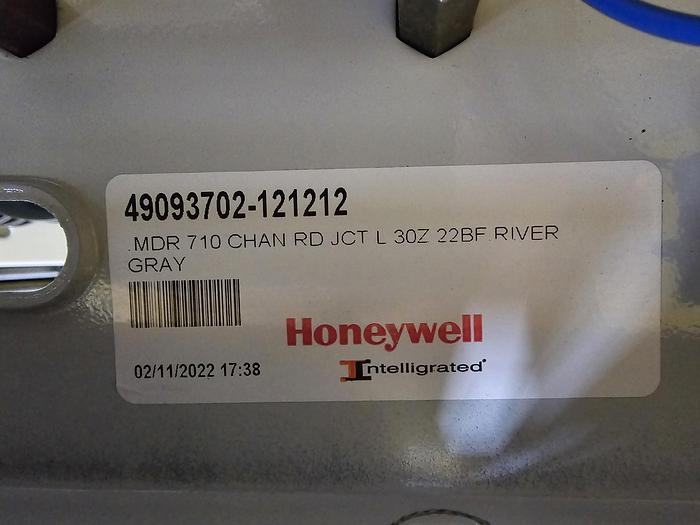 49093702-121212
.MDR 710 CHAN RD JCT L 30Z 22BF RIVER
GRAY
Honeywell
02/11/2022 17:38
Intelligrated